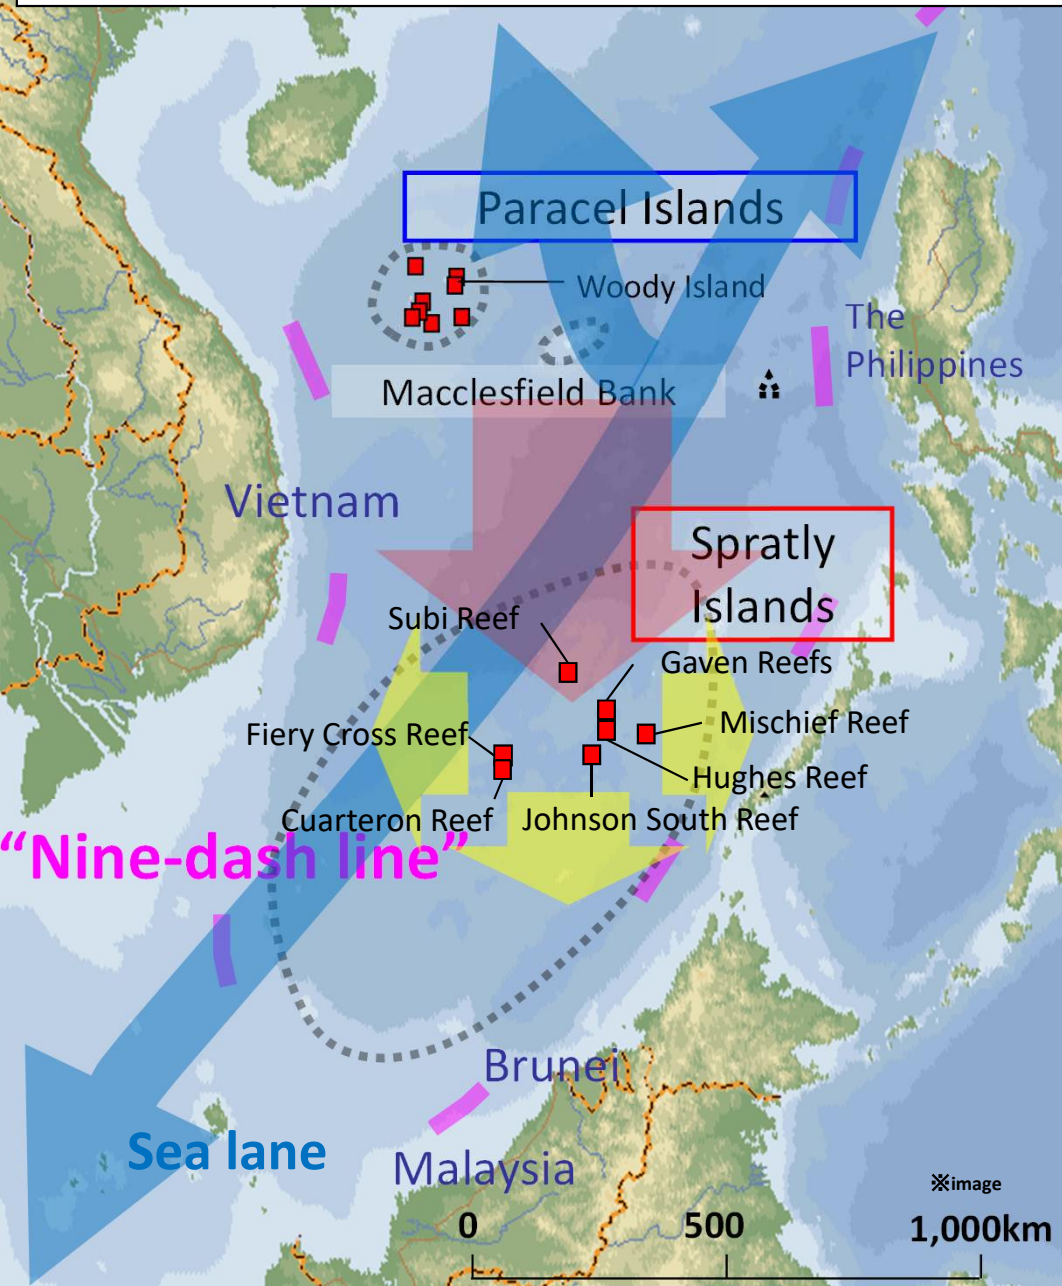 Paracel Islands
Woody Island
The
Philippines
Macclesfield Bank
Vietnam
Spratly
Islands
Subi Reef
Gaven Reefs
Mischief Reef
Fiery Cross Reef
Hughes Reef
Cuarteron Reef
Johnson South Reef
“Nine-dash line”
Brunei
Sea lane
Malaysia
※image
0
500
1,000km